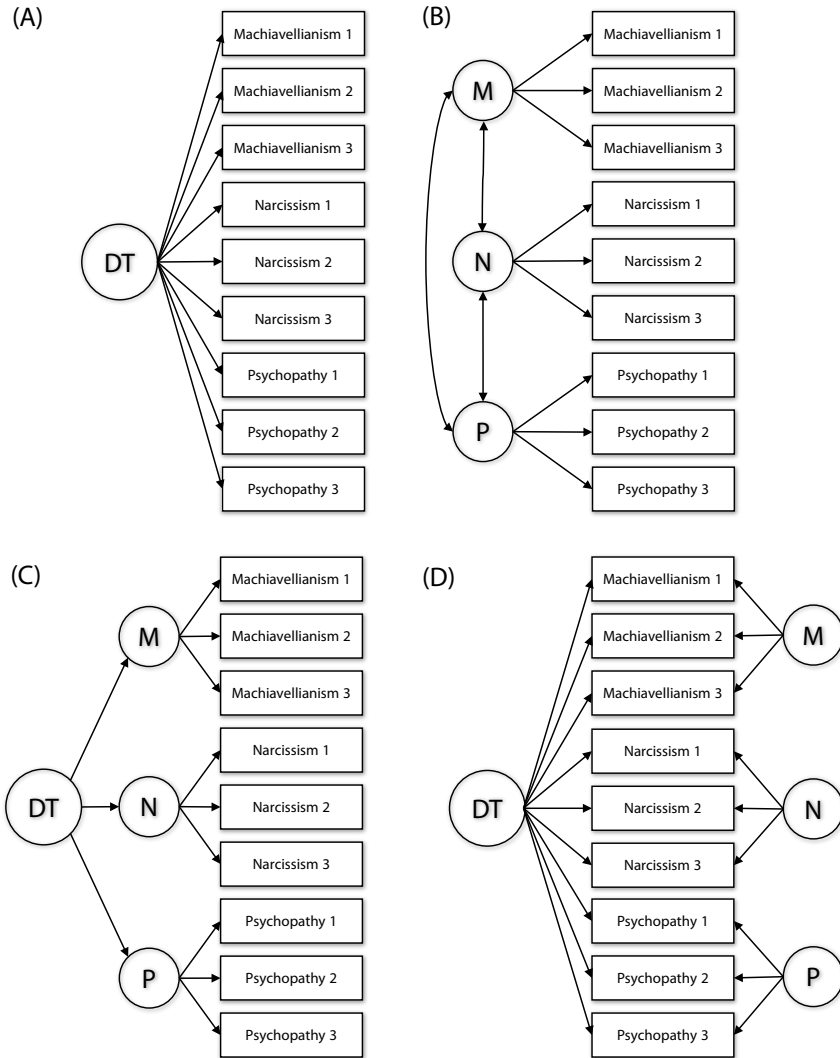 (A)
Machiavellianism 1
Machiavellianism 2
Machiavellianism 3
Narcissism 1
Narcissism 2
Narcissism 3
Psychopathy 1
Psychopathy 2
Psychopathy 3
DT
(B)
M
N
P
Machiavellianism 1
Machiavellianism 2
Machiavellianism 3
Narcissism 1
Narcissism 2
Narcissism 3
Psychopathy 1
Psychopathy 2
Psychopathy 3
(C)
DT
M
N
P
Machiavellianism 1
Machiavellianism 2
Machiavellianism 3
Narcissism 1
Narcissism 2
Narcissism 3
Psychopathy 1
Psychopathy 2
Psychopathy 3
(D)
DT
Machiavellianism 1
Machiavellianism 2
Machiavellianism 3
Narcissism 1
Narcissism 2
Narcissism 3
Psychopathy 1
Psychopathy 2
Psychopathy 3
M
N
P